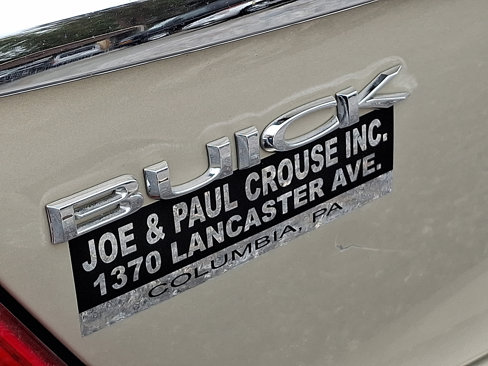 BUICK
JOE & PAUL CROUSE INC.
1370 LANCASTER AVE.
COLUMBIA, PA